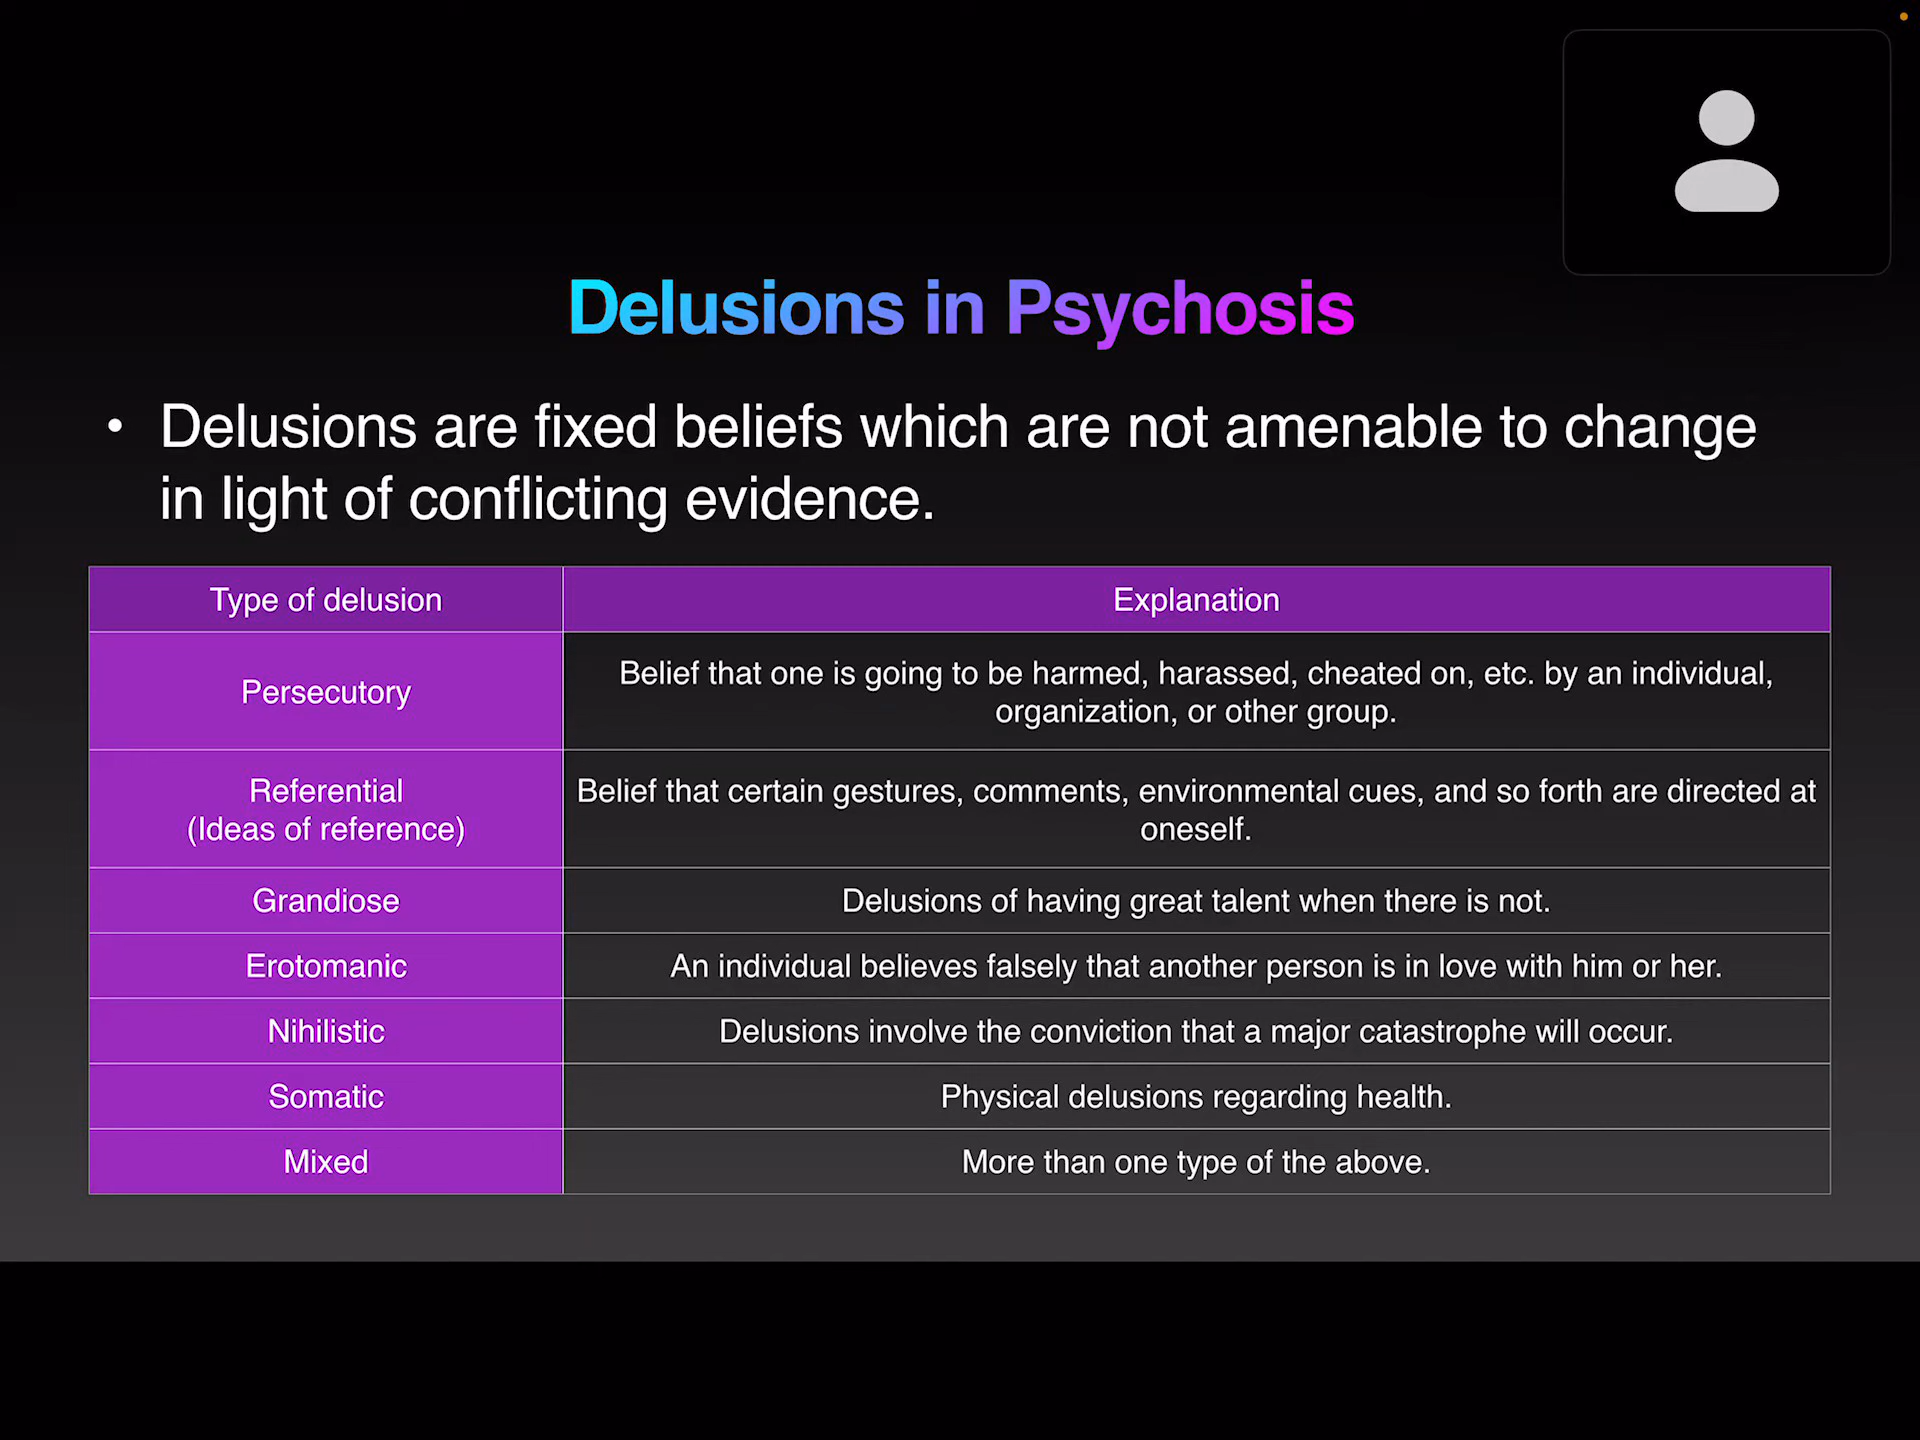 Delusions in Psychosis
• Delusions are fixed beliefs which are not amenable to change
in light of conflicting evidence.
Type of delusion
Explanation
Persecutory
Belief that one is going to be harmed, harassed, cheated on, etc. by an individual,
organization, or other group.
Referential
(Ideas of reference)
Belief that certain gestures, comments, environmental cues, and so forth are directed at
oneself.
Grandiose
Delusions of having great talent when there is not.
Erotomanic
An individual believes falsely that another person is in love with him or her.
Nihilistic
Delusions involve the conviction that a major catastrophe will occur.
Somatic
Physical delusions regarding health.
Mixed
More than one type of the above.